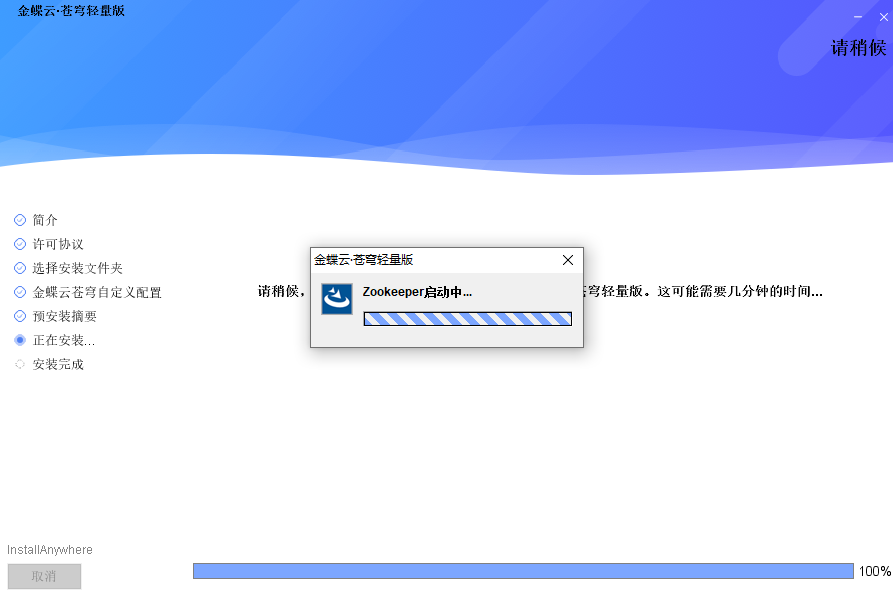 金蝶云·苍穹轻量版
请稍候
简介
许可协议
选择安装文件夹
金蝶云苍穹自定义配置
预安装摘要
正在安装...
安装完成
请稍候，
金蝶云·苍穹轻量版
Zookeeper启动中...
苍穹轻量版。这可能需要几分钟的时间...
InstallAnywhere
取消
100%